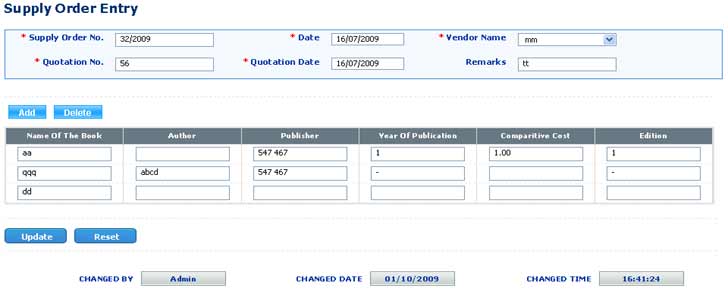 Supply Order Entry
* Supply Order No. 32/2009 * Date 16/07/2009 * Vendor Name mm
* Quotation No. 56 * Quotation Date 16/07/2009 Remarks tt
Add Delete
Name Of The Book Author Publisher Year Of Publication Comparitive Cost Edition
aa 547 467 1 1.00 1
qqq abcd 547 467 - -
dd
Update Reset
CHANGED BY Admin CHANGED DATE 01/10/2009 CHANGED TIME 16:41:24